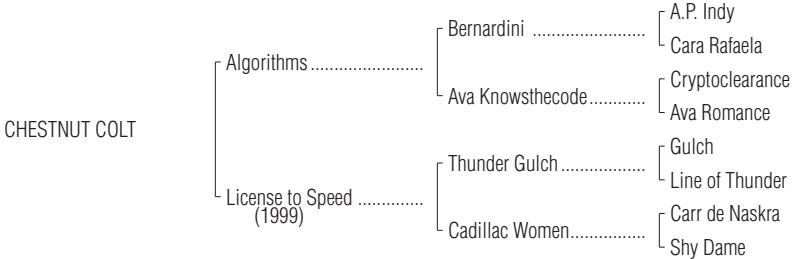 A.P. Indy
Bernardini ........................
Cara Rafaela
Algorithms ........................
Cryptoclearance
Ava Knowsthecode ............
Ava Romance
CHESTNUT COLT
Gulch
Thunder Gulch ..................
Line of Thunder
License to Speed ..............
(1999)
Carr de Naskra
Cadillac Women ................
Shy Dame